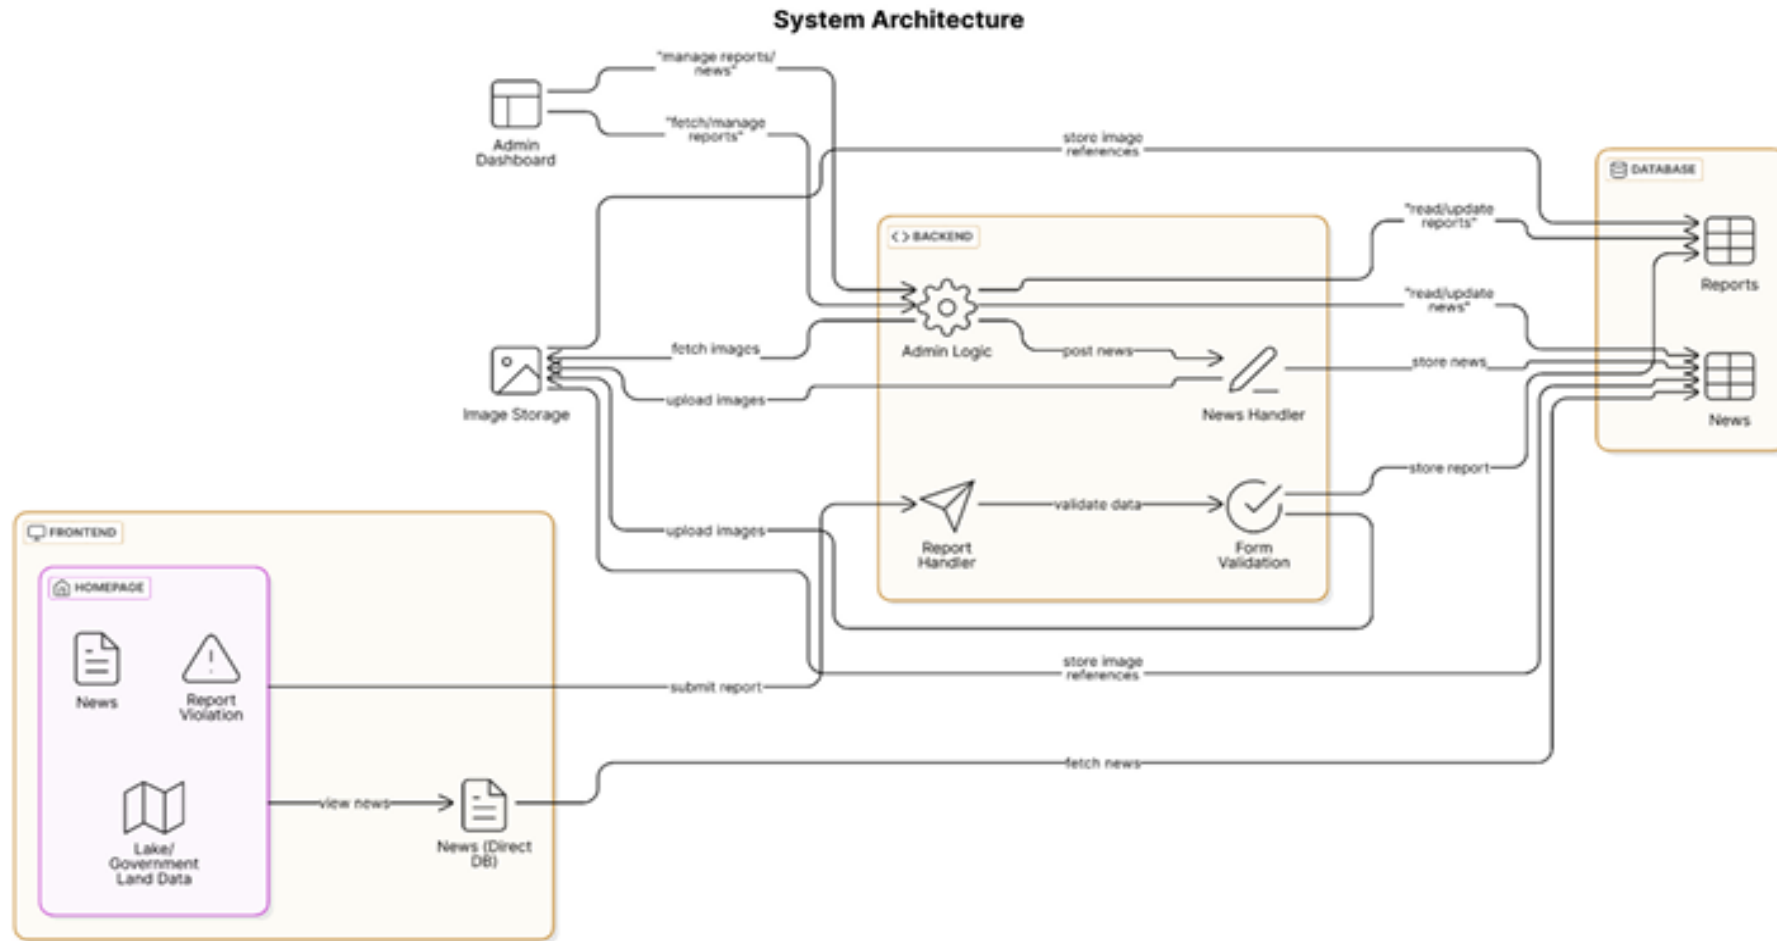 System Architecture
"manage reports/
news"
"fetch/manage
reports"
Admin
Dashboard
store image
references
DATABASE
"read/update
reports"
BACKEND
Reports
"read/update
news"
Admin Logic
fetch images
post news
store news
upload images
Image Storage
News Handler
News
store report
validate data
upload images
Report
Handler
Form
Validation
FRONTEND
HOMEPAGE
News
Report
Violation
submit report
store image
references
fetch news
view news
Lake/
Government
Land Data
News (Direct
DB)